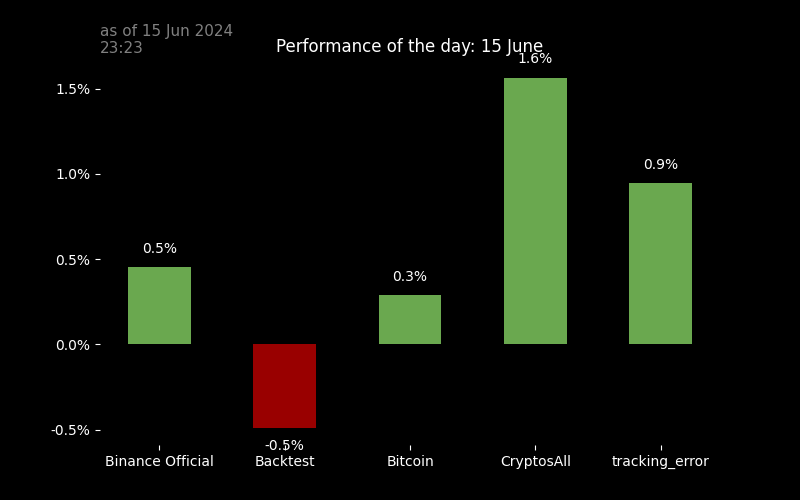 as of 15 Jun 2024
23:23
Performance of the day: 15 June
1.6%
1.5%
1.0%
0.9%
0.5%
0.5%
0.3%
0.0%
-0.5%
-0.5%
Binance Official
Backtest
Bitcoin
CryptosAll
tracking_error